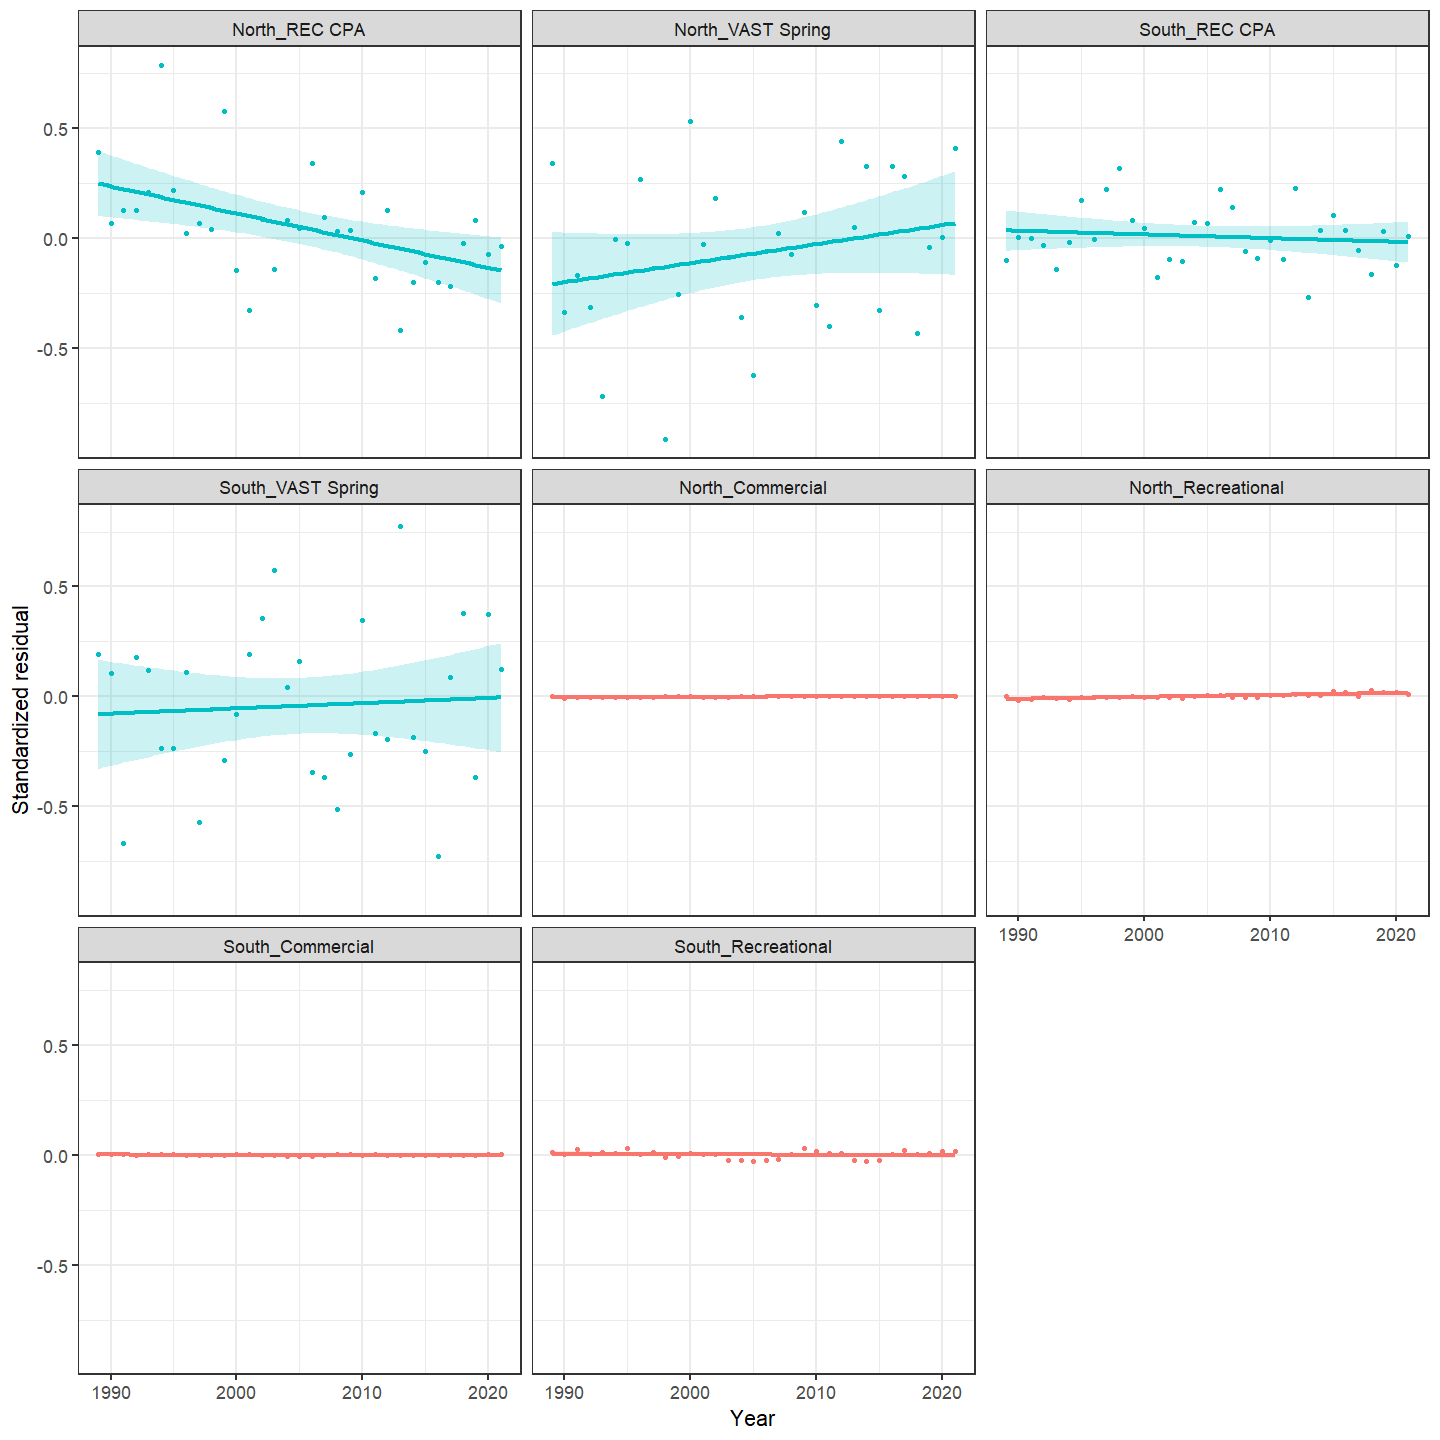 North_REC CPA
North_VAST Spring
South_REC CPA
0.5
0.0
-0.5
South_VAST Spring
North_Commercial
North_Recreational
0.5
0.0
-0.5
1990
2000
2010
2020
South_Commercial
South_Recreational
0.5
0.0
-0.5
1990
2000
2010
2020
1990
2000
2010
2020
Standardized residual
Year